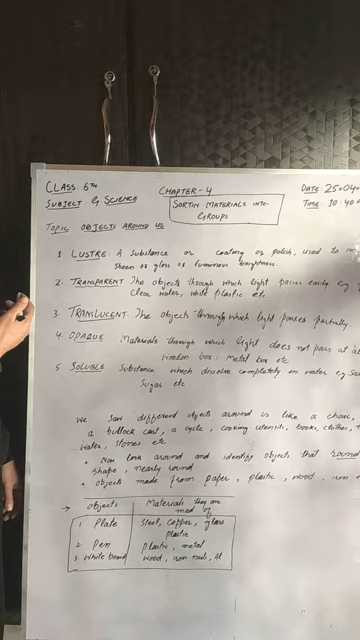 CLASS: 6TH
CHAPTER-4
DATE: 25.04.
SUBJECT G SCIENCE
SORTIN MATERIALS INTO-
GROUPS
TIME: 10:40
TOPIC: OBJECTS AROUND US
1. LUSTRE: A substance or coating or polish, used to
sheen or gloss or luminous brightness.
2. TRANSPARENT: The objects through which light passes easily e.g
clear water, white plastic etc
3. TRANSLUCENT: The objects through which light passes partially.
4. OPAQUE Materials through which light does not pass at
wooden box, metal box etc.
5. SOLUBLE Substance which dissolve completely in water e.g
Sugar etc.
We saw different objects around us like a chair,
a bullock cart, a cycle, cooking utensils, books, clothes,
water, stones etc
Now look around and identify objects that round
shape, nearly round
objects made from paper, plastic, wood, iron
→ objects Materials they are
made of
1. Plate Steel, copper, glass
plastic
2. Pen plastic, metal
3. White board wood, iron nails, Al